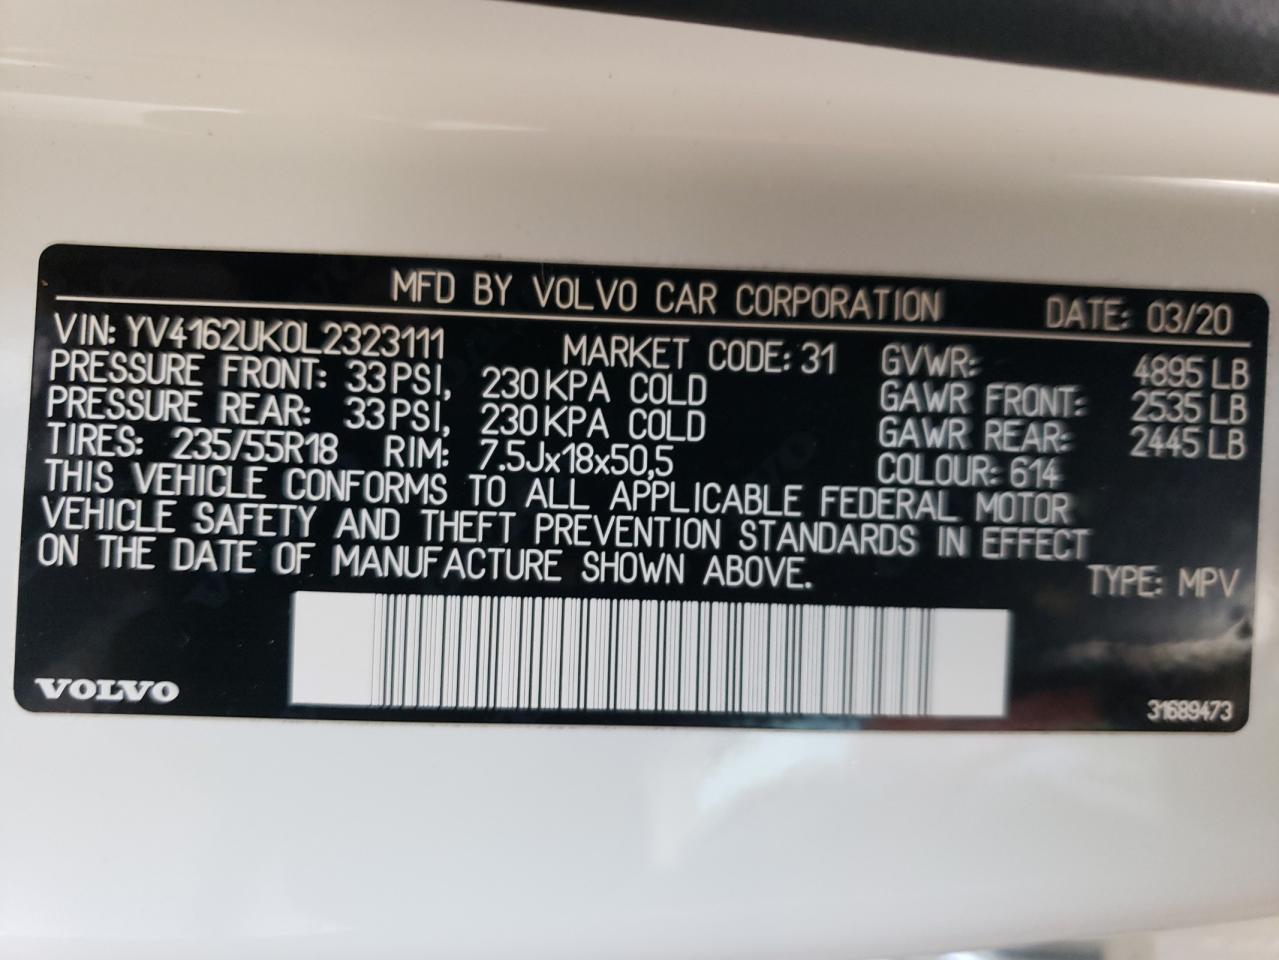 MFD BY VOLVO CAR CORPORATION DATE: 03/20
VIN: YV4162UK0L2323111 MARKET CODE: 31 GVWR: 4895 LB
PRESSURE FRONT: 33 PSI, 230 KPA COLD GAWR FRONT: 2535 LB
PRESSURE REAR: 33 PSI, 230 KPA COLD GAWR REAR: 2445 LB
TIRES: 235/55R18 RIM: 7.5Jx18x50,5 COLOUR: 614
THIS VEHICLE CONFORMS TO ALL APPLICABLE FEDERAL MOTOR
VEHICLE SAFETY AND THEFT PREVENTION STANDARDS IN EFFECT
ON THE DATE OF MANUFACTURE SHOWN ABOVE.
TYPE: MPV
VOLVO
31689473